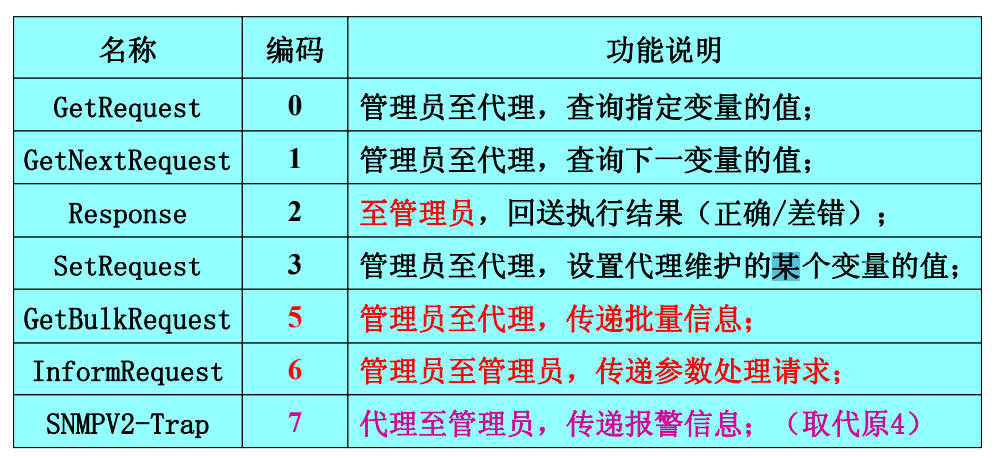 名称 编码 功能说明
GetRequest 0 管理员至代理，查询指定变量的值；
GetNextRequest 1 管理员至代理，查询下一变量的值；
Response 2 至管理员，回送执行结果（正确/差错）；
SetRequest 3 管理员至代理，设置代理维护的某个变量的值；
GetBulkRequest 5 管理员至代理，传递批量信息；
InformRequest 6 管理员至管理员，传递参数处理请求；
SNMPV2-Trap 7 代理至管理员，传递报警信息；（取代原4）